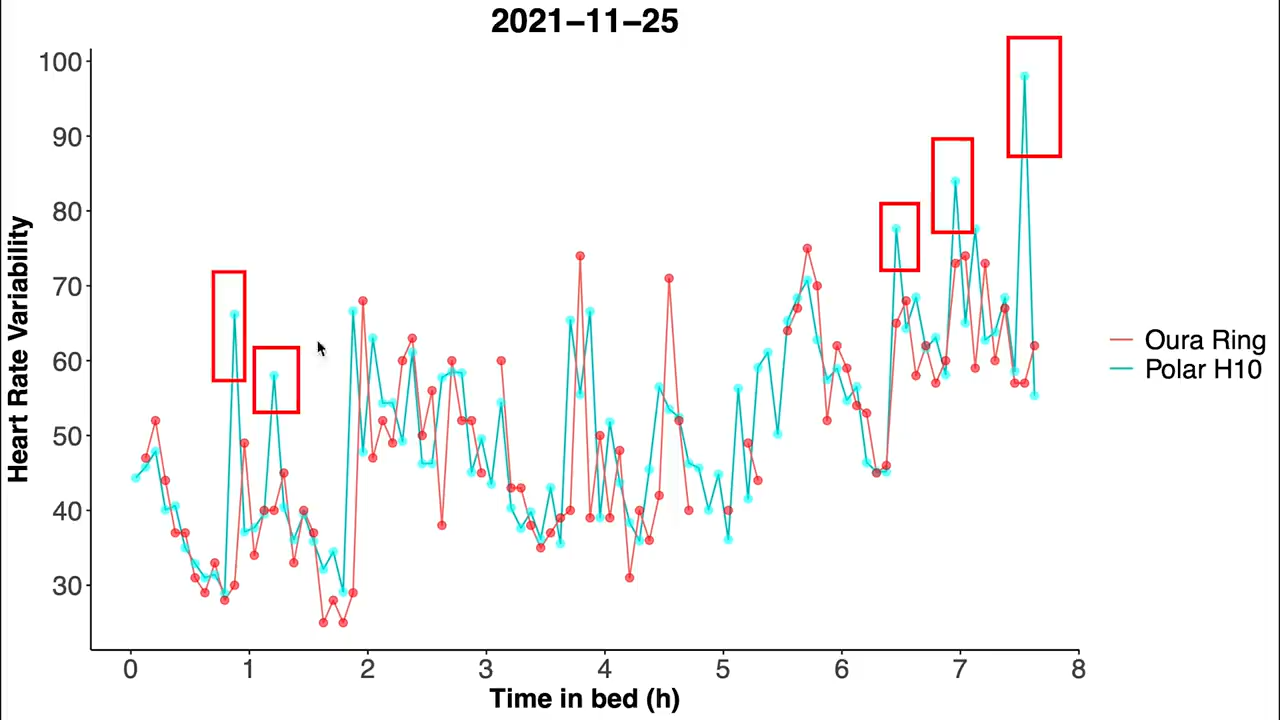 2021−11−25
100
90
80
70
60
50
40
30
Heart Rate Variability
0 1 2 3 4 5 6 7 8
Time in bed (h)
Oura Ring
Polar H10